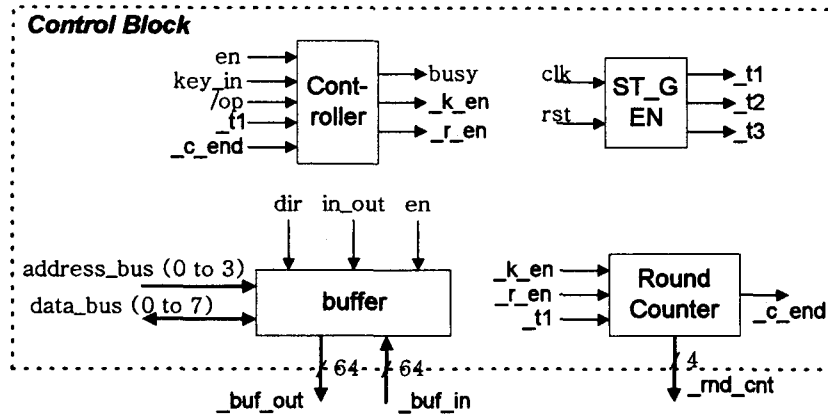 Control Block
en
key_in
/op
_t1
_c_end
Cont-
roller
busy
_k_en
_r_en
clk
rst
ST_G
EN
_t1
_t2
_t3
dir in_out en
address_bus (0 to 3)
data_bus (0 to 7)
buffer
64
64
_buf_out
_buf_in
_k_en
_r_en
_t1
Round
Counter
_c_end
4
_rnd_cnt